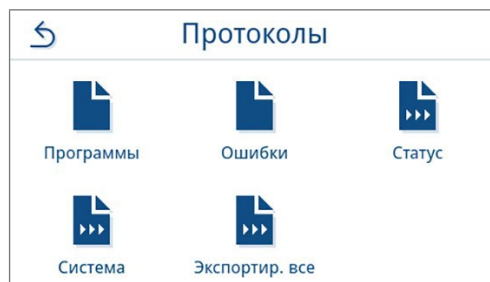 Протоколы
Программы
Ошибки
Статус
Система
Экспортир. все